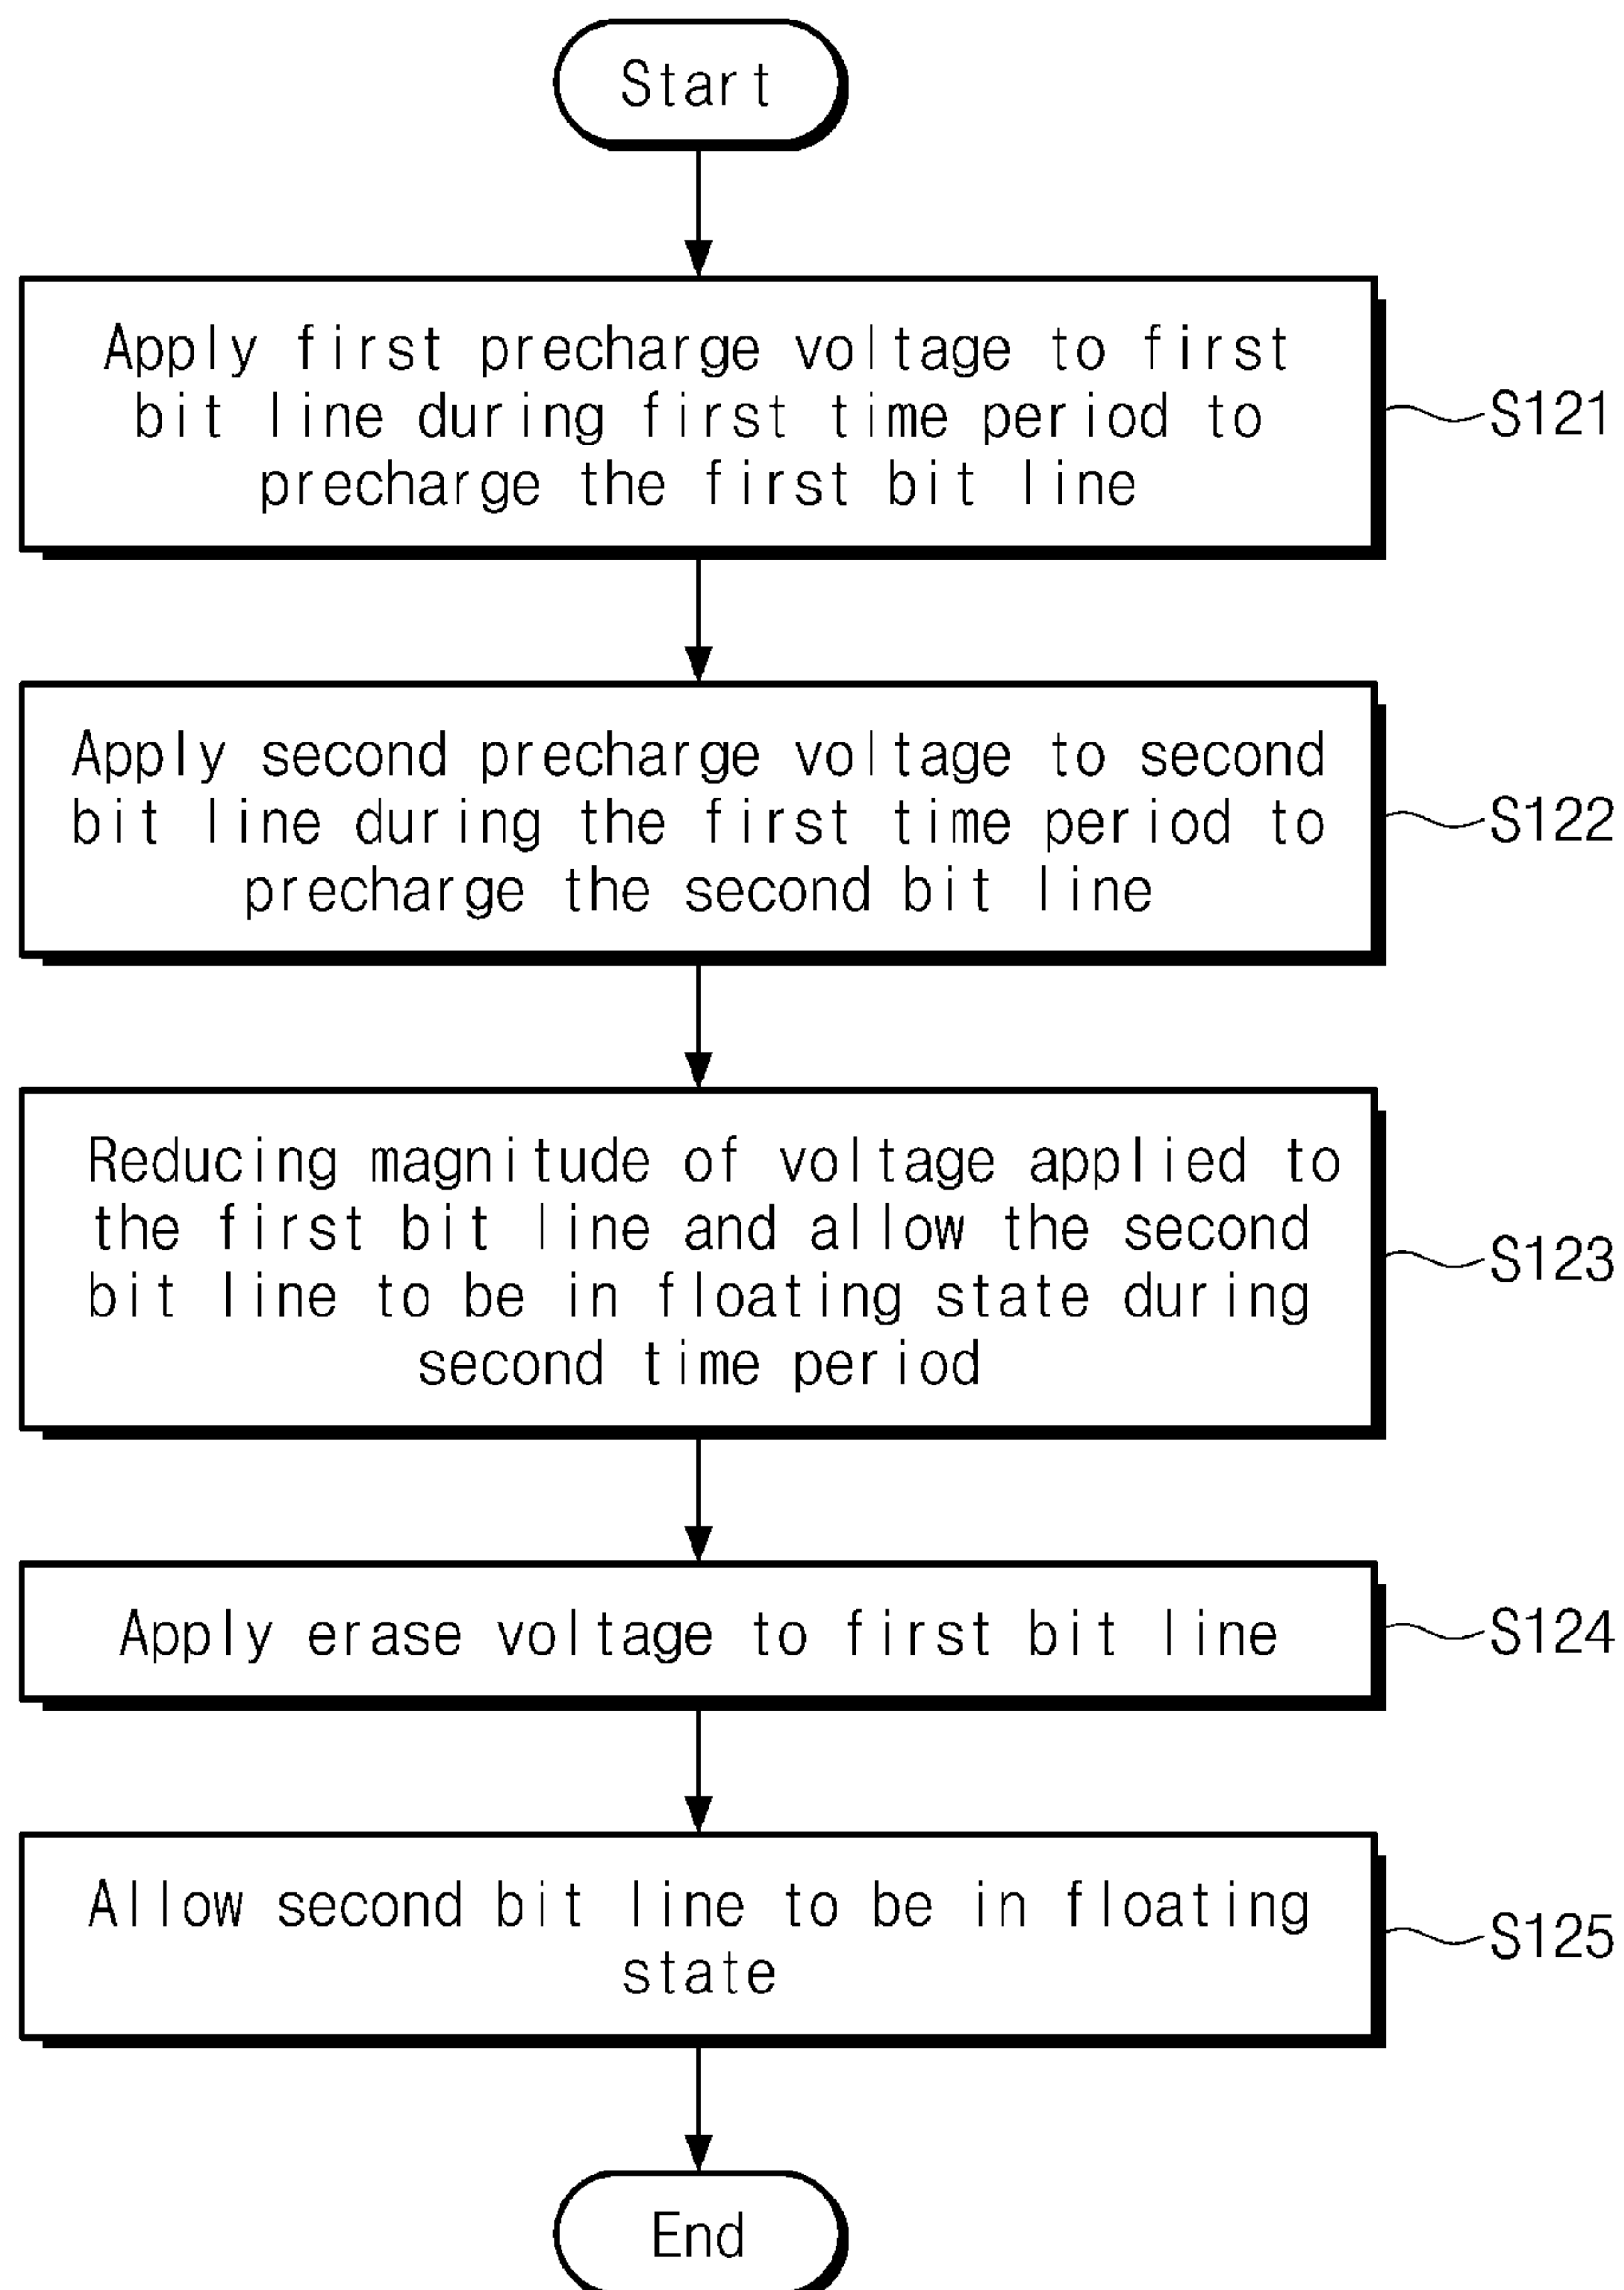 Start
Apply first precharge voltage to first
bit line during first time period to
precharge the first bit line
S121
Apply second precharge voltage to second
bit line during the first time period to
precharge the second bit line
S122
Reducing magnitude of voltage applied to
the first bit line and allow the second
bit line to be in floating state during
second time period
S123
Apply erase voltage to first bit line
S124
Allow second bit line to be in floating
state
S125
End